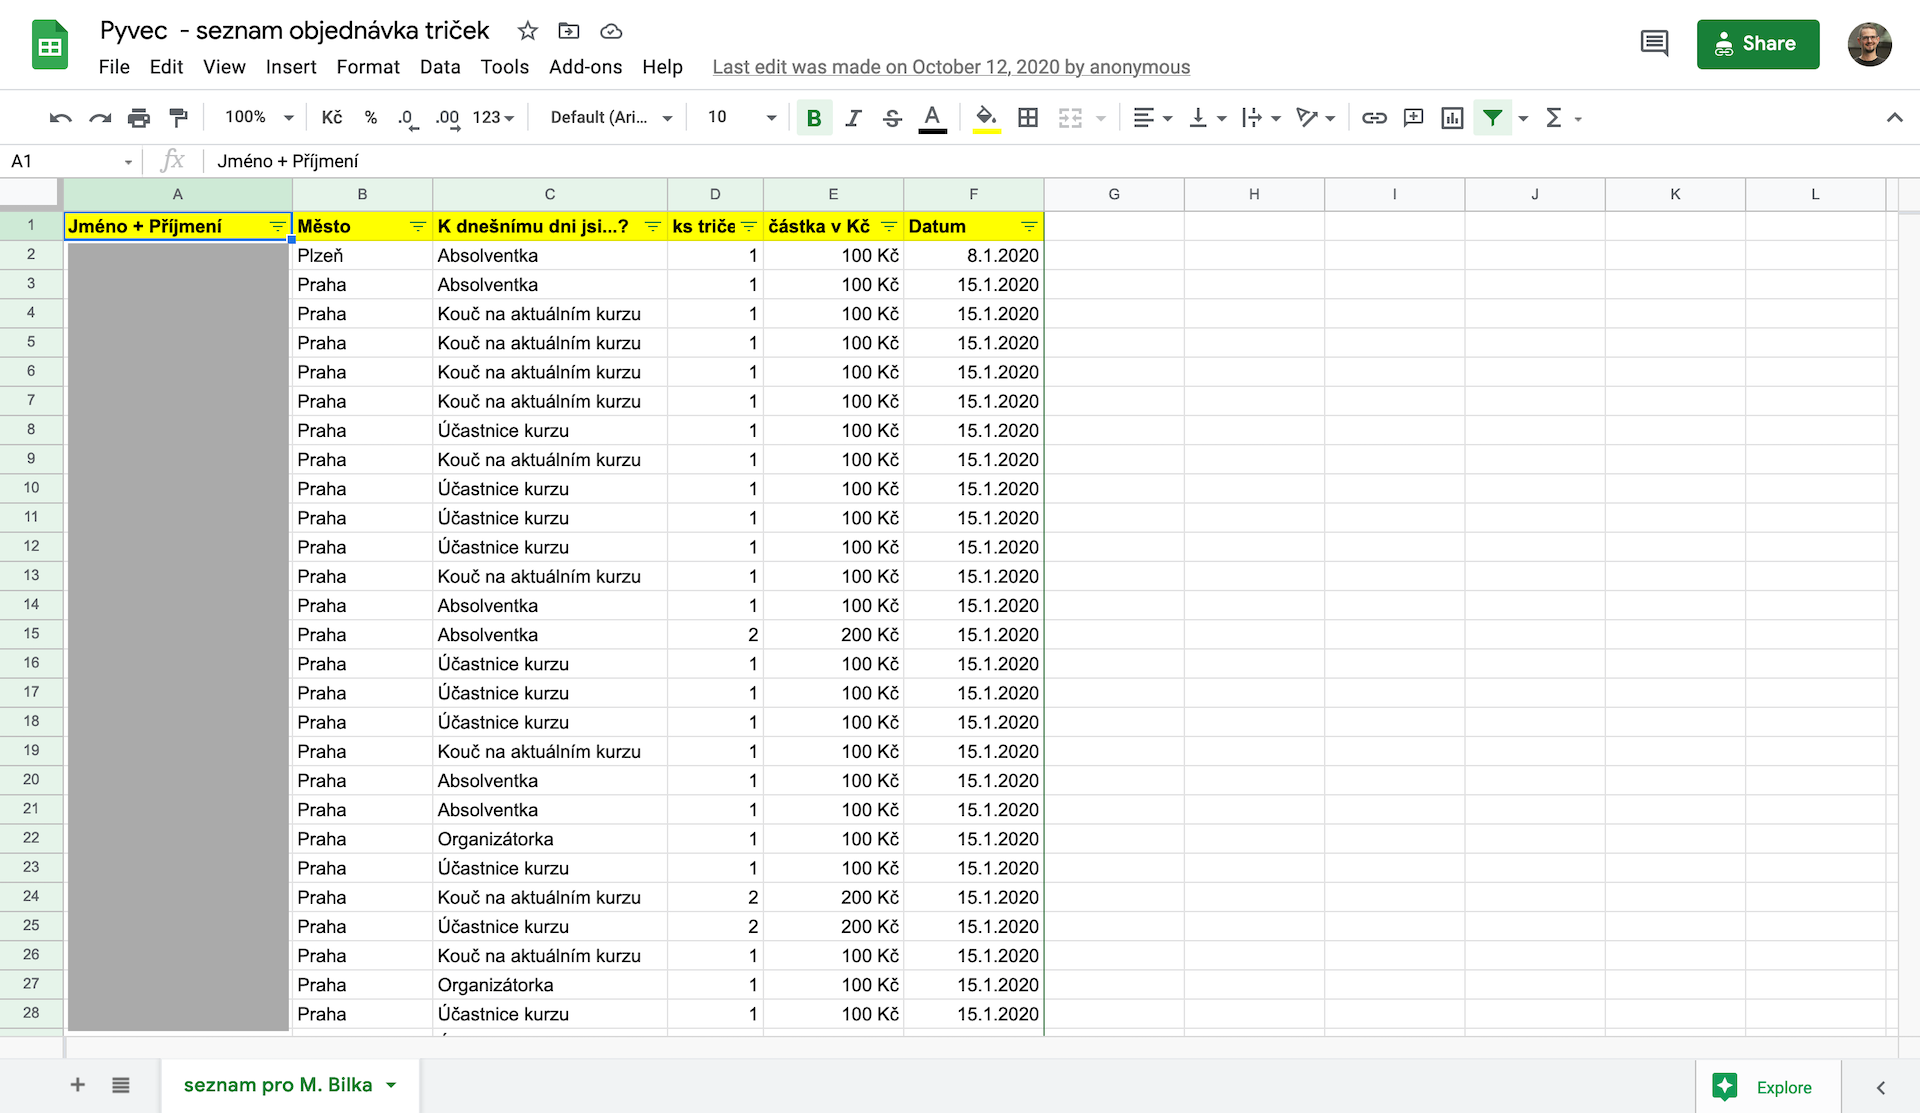 Pyvec - seznam objednávka triček
File Edit View Insert Format Data Tools Add-ons Help Last edit was made on October 12, 2020 by anonymous
Share
100% Kč % .0 .00 123 Default (Ari... 10 B I S A Σ
A1 fx Jméno + Příjmení
A B C D E F G H I J K L
1 Jméno + Příjmení Město K dnešnímu dni jsi...? ks triče částka v Kč Datum
2 Plzeň Absolventka 1 100 Kč 8.1.2020
3 Praha Absolventka 1 100 Kč 15.1.2020
4 Praha Kouč na aktuálním kurzu 1 100 Kč 15.1.2020
5 Praha Kouč na aktuálním kurzu 1 100 Kč 15.1.2020
6 Praha Kouč na aktuálním kurzu 1 100 Kč 15.1.2020
7 Praha Kouč na aktuálním kurzu 1 100 Kč 15.1.2020
8 Praha Účastnice kurzu 1 100 Kč 15.1.2020
9 Praha Kouč na aktuálním kurzu 1 100 Kč 15.1.2020
10 Praha Účastnice kurzu 1 100 Kč 15.1.2020
11 Praha Účastnice kurzu 1 100 Kč 15.1.2020
12 Praha Účastnice kurzu 1 100 Kč 15.1.2020
13 Praha Kouč na aktuálním kurzu 1 100 Kč 15.1.2020
14 Praha Absolventka 1 100 Kč 15.1.2020
15 Praha Absolventka 2 200 Kč 15.1.2020
16 Praha Účastnice kurzu 1 100 Kč 15.1.2020
17 Praha Účastnice kurzu 1 100 Kč 15.1.2020
18 Praha Účastnice kurzu 1 100 Kč 15.1.2020
19 Praha Kouč na aktuálním kurzu 1 100 Kč 15.1.2020
20 Praha Absolventka 1 100 Kč 15.1.2020
21 Praha Absolventka 1 100 Kč 15.1.2020
22 Praha Organizátorka 1 100 Kč 15.1.2020
23 Praha Účastnice kurzu 1 100 Kč 15.1.2020
24 Praha Kouč na aktuálním kurzu 2 200 Kč 15.1.2020
25 Praha Účastnice kurzu 2 200 Kč 15.1.2020
26 Praha Kouč na aktuálním kurzu 1 100 Kč 15.1.2020
27 Praha Organizátorka 1 100 Kč 15.1.2020
28 Praha Účastnice kurzu 1 100 Kč 15.1.2020
seznam pro M. Bilka
Explore